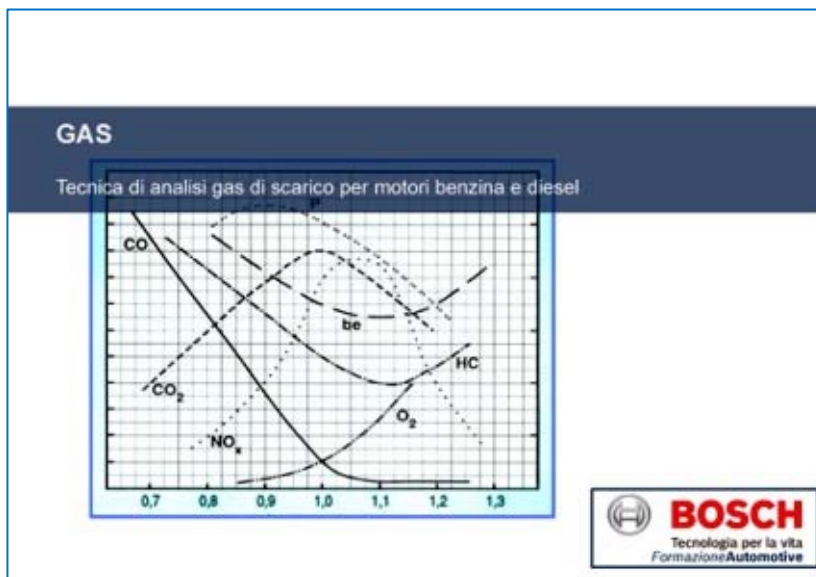 GAS
Tecnica di analisi gas di scarico per motori benzina e diesel
P
CO
be
HC
CO₂
O₂
NOₓ
0,7 0,8 0,9 1,0 1,1 1,2 1,3
BOSCH
Tecnologia per la vita
FormazioneAutomotive